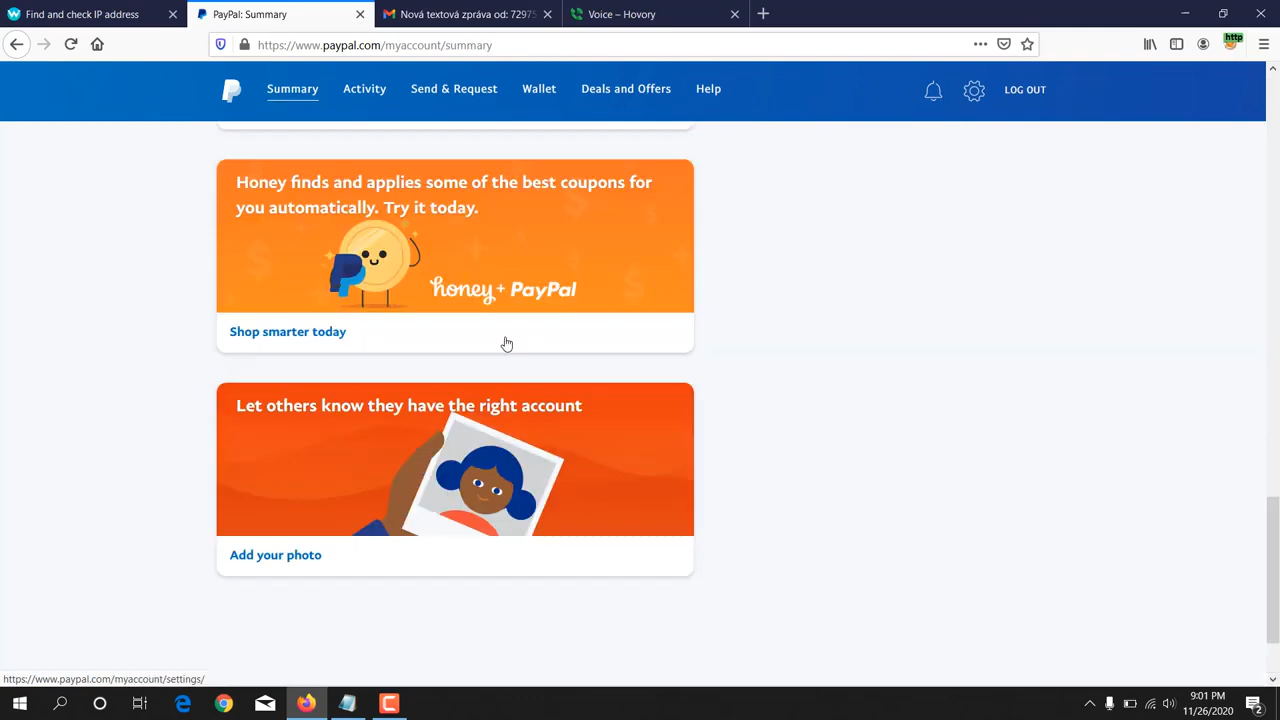 Find and check IP address
PayPal: Summary
Nová textová zpráva od: 72975
Voice – Hovory
https://www.paypal.com/myaccount/summary
http
Summary
Activity
Send & Request
Wallet
Deals and Offers
Help
LOG OUT
Honey finds and applies some of the best coupons for
you automatically. Try it today.
honey + PayPal
Shop smarter today
Let others know they have the right account
Add your photo
https://www.paypal.com/myaccount/settings/
9:01 PM
11/26/2020
2